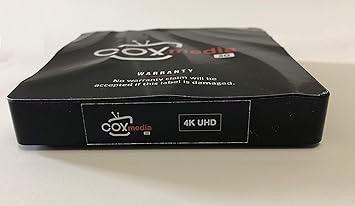 COXmedia
WARRANTY
No warranty claim will be
accepted if this label is damaged.
COXmedia
4K UHD